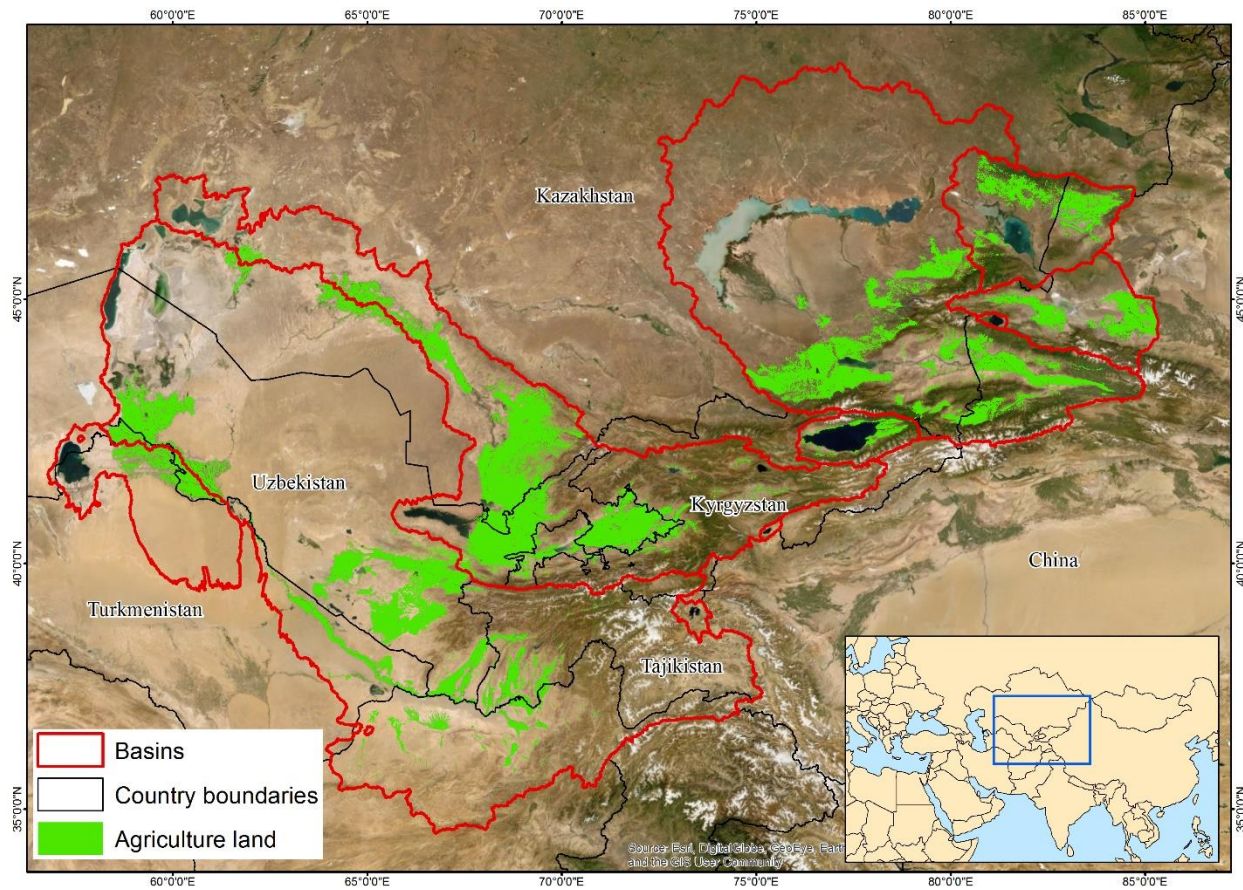 60°0'0"E 65°0'0"E 70°0'0"E 75°0'0"E 80°0'0"E 85°0'0"E
Kazakhstan
45°0'0"N 45°0'0"N
Uzbekistan
Kyrgyzstan
40°0'0"N 40°0'0"N
China
Turkmenistan
Tajikistan
Basins
Country boundaries
Agriculture land
35°0'0"N 35°0'0"N
Source: Esri, DigitalGlobe, GeoEye, Earth
and the GIS User Community
60°0'0"E 65°0'0"E 70°0'0"E 75°0'0"E 80°0'0"E 85°0'0"E